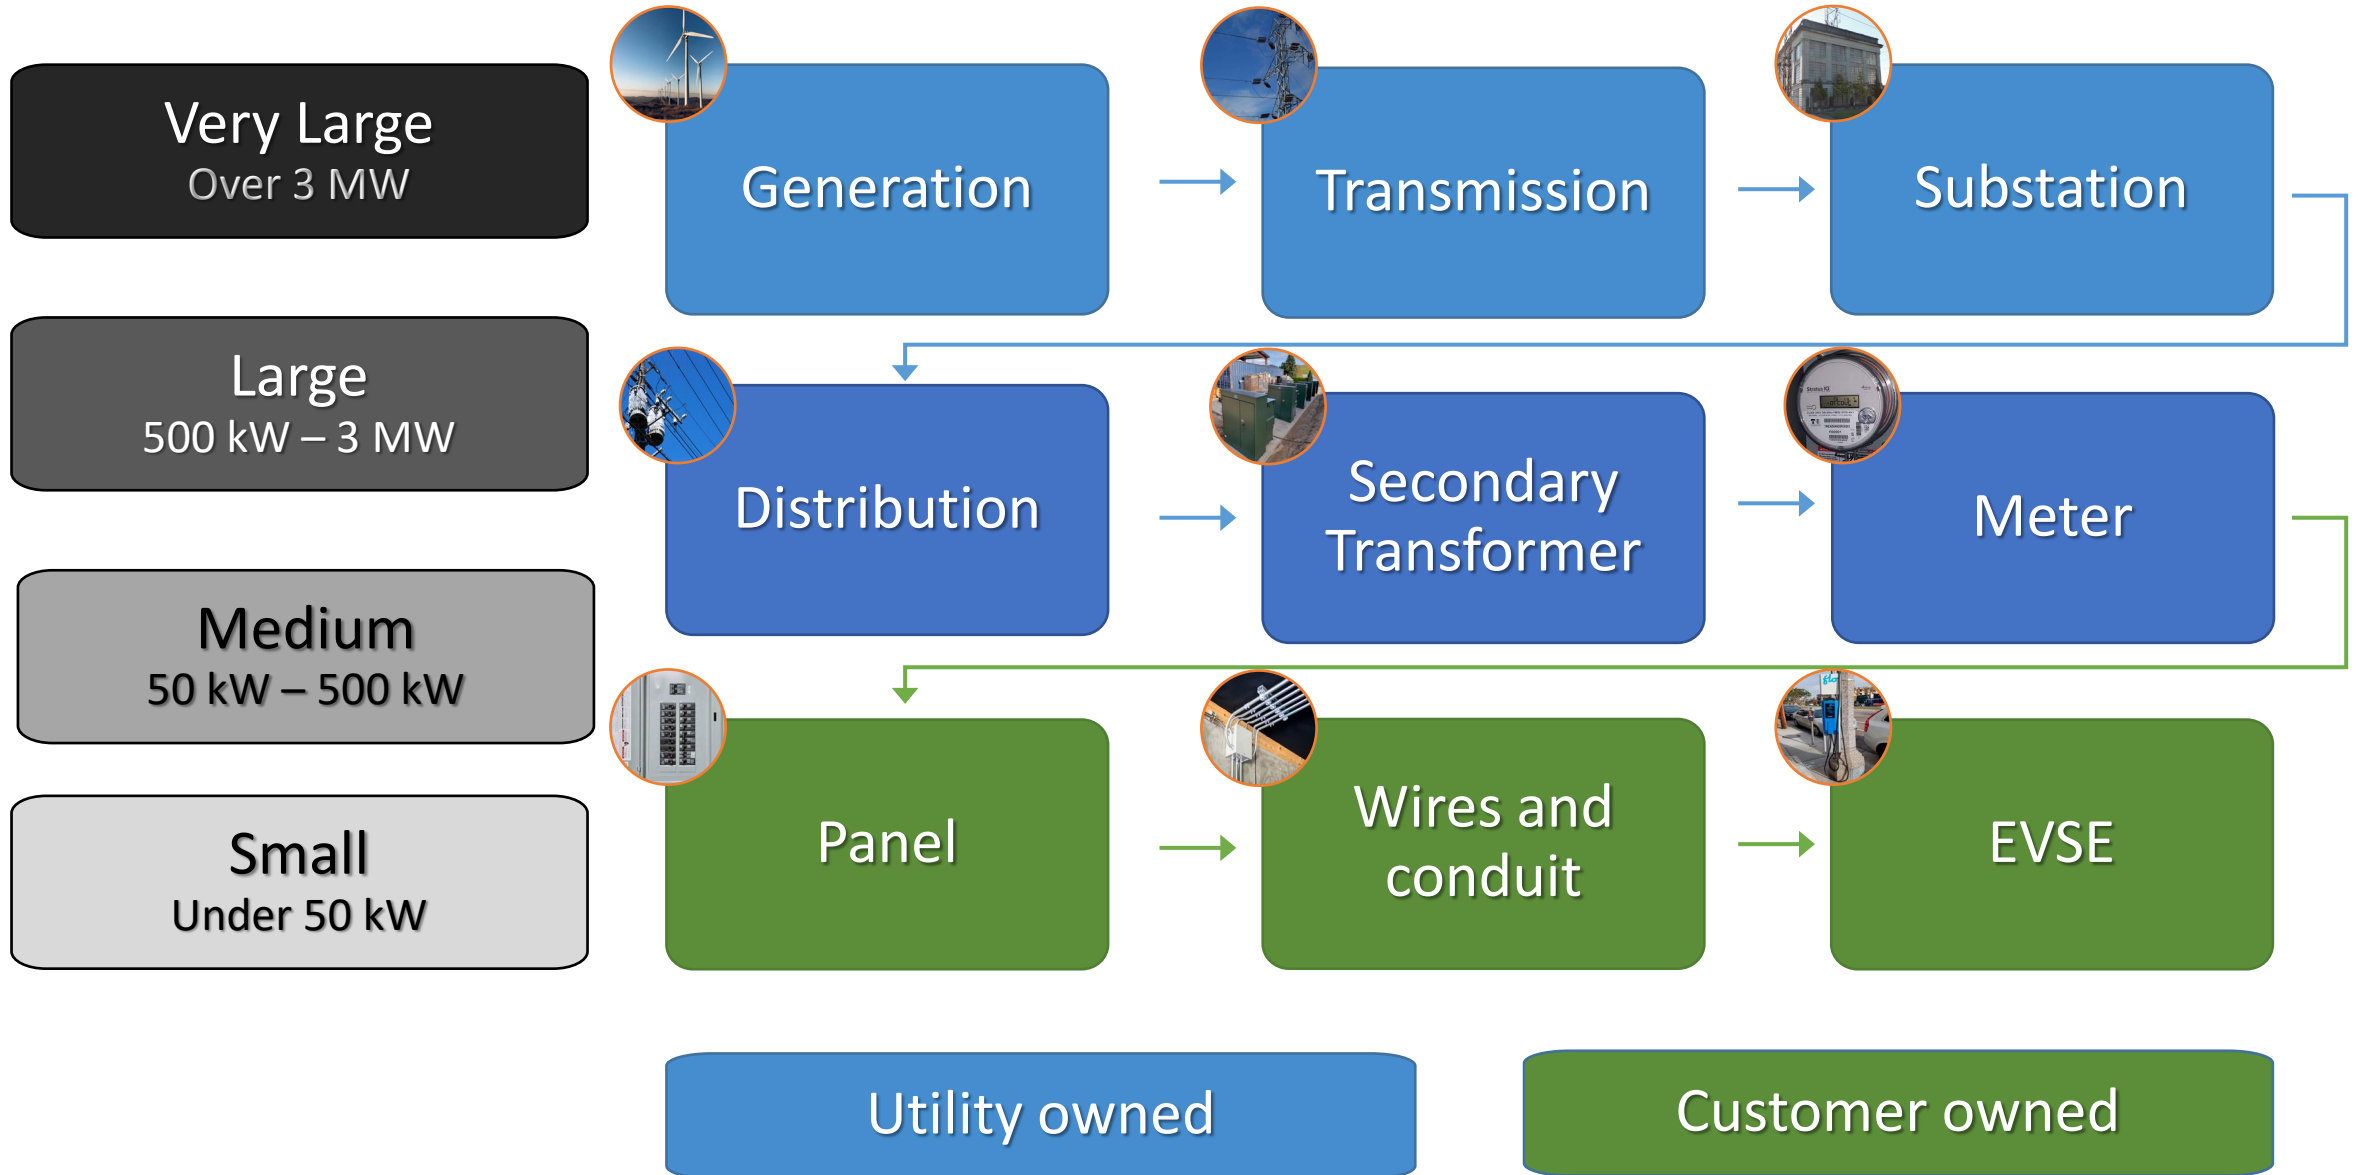 Very Large
Over 3 MW
Large
500 kW – 3 MW
Medium
50 kW – 500 kW
Small
Under 50 kW
Generation
Transmission
Substation
Distribution
Secondary
Transformer
Meter
Panel
Wires and
conduit
EVSE
flo
Utility owned
Customer owned